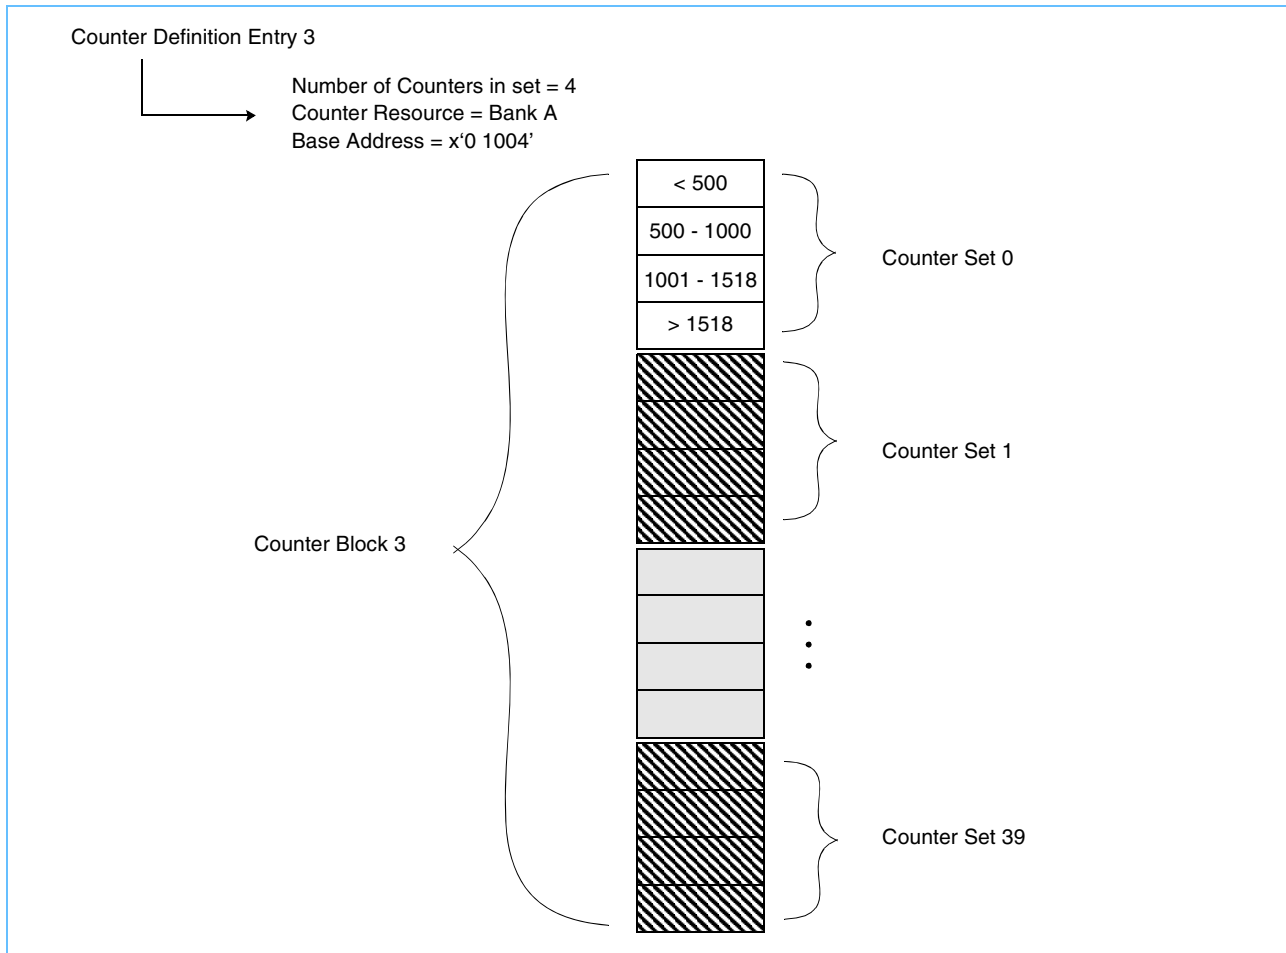 Counter Definition Entry 3
Number of Counters in set = 4
Counter Resource = Bank A
Base Address = x‘0 1004’
< 500
500 - 1000
1001 - 1518
> 1518
Counter Set 0
Counter Set 1
Counter Block 3
Counter Set 39